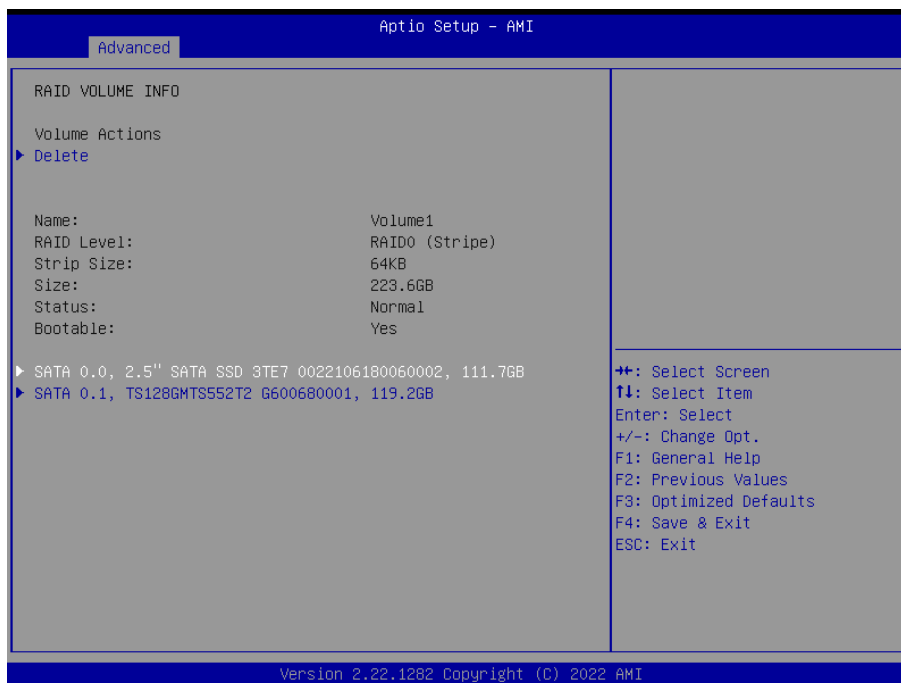 Aptio Setup – AMI
Advanced
RAID VOLUME INFO
Volume Actions
▶ Delete
Name: Volume1
RAID Level: RAID0 (Stripe)
Strip Size: 64KB
Size: 223.6GB
Status: Normal
Bootable: Yes
▶ SATA 0.0, 2.5" SATA SSD 3TE7 0022106180060002, 111.7GB
▶ SATA 0.1, TS128GMTS552T2 G600680001, 119.2GB
→←: Select Screen
↑↓: Select Item
Enter: Select
+/-: Change Opt.
F1: General Help
F2: Previous Values
F3: Optimized Defaults
F4: Save & Exit
ESC: Exit
Version 2.22.1282 Copyright (C) 2022 AMI